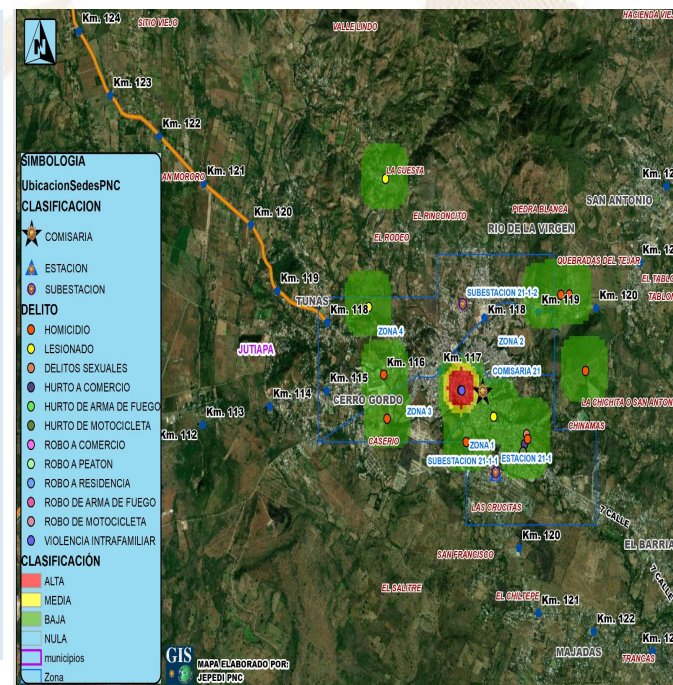 Km. 124
SITIO VIEJO
VALLE LINDO
N
Km. 123
Km. 122
SIMBOLOGIA
UbicacionSedesPNC
CLASIFICACION
COMISARIA
ESTACION
SUBESTACION
DELITO
HOMICIDIO
LESIONADO
DELITOS SEXUALES
HURTO A COMERCIO
HURTO DE ARMA DE FUEGO
HURTO DE MOTOCICLETA
ROBO A COMERCIO
ROBO A PEATON
ROBO A RESIDENCIA
ROBO DE ARMA DE FUEGO
ROBO DE MOTOCICLETA
VIOLENCIA INTRAFAMILIAR
CLASIFICACIÓN
ALTA
MEDIA
BAJA
NULA
municipios
Zona
AN MORORO
Km. 121
LA CUESTA
SAN ANTONIO
Km. 120
EL RINCONCITO
PIEDRA BLANCA
RIO DE LA VIRGEN
EL RODEO
QUEBRADAS DEL TEJAR
Km. 119
TUNAS
SUBESTACION 21-1-2
Km. 118
Km. 118
Km. 119
Km. 120
ZONA 4
ZONA 2
JUTIAPA
Km. 117
Km. 116
COMISARIA 21
Km. 115
Km. 114
CERRO GORDO
ZONA 3
LA CHICHITA O SAN ANTON
Km. 113
Km. 112
CASERIO
ZONA 1
CHINAMAS
SUBESTACION 21-1-1
ESTACION 21-1
LAS CRUCITAS
7 CALLE
Km. 120
EL BARRIA
SAN FRANCISCO
7 CALLE
EL SALITRE
EL CHILTEPE
Km. 121
Km. 122
MAJADAS
TRANCAS
GIS
MAPA ELABORADO POR:
JEPEDI PNC